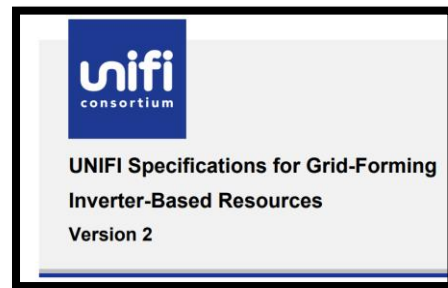 unifi
consortium
UNIFI Specifications for Grid-Forming
Inverter-Based Resources
Version 2